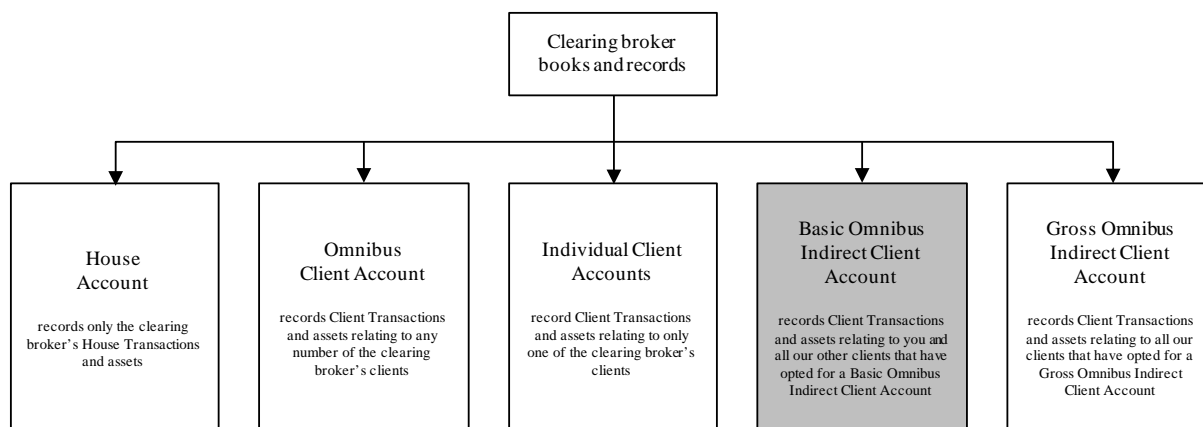 Clearing broker
books and records
House
Account
records only the clearing
broker's House Transactions
and assets
Omnibus
Client Account
records Client Transactions
and assets relating to any
number of the clearing
broker's clients
Individual Client
Accounts
record Client Transactions
and assets relating to only
one of the clearing broker's
clients
Basic Omnibus
Indirect Client
Account
records Client Transactions
and assets relating to you and
all our other clients that have
opted for a Basic Omnibus
Indirect Client Account
Gross Omnibus
Indirect Client
Account
records Client Transactions
and assets relating to all our
clients that have opted for a
Gross Omnibus Indirect
Client Account